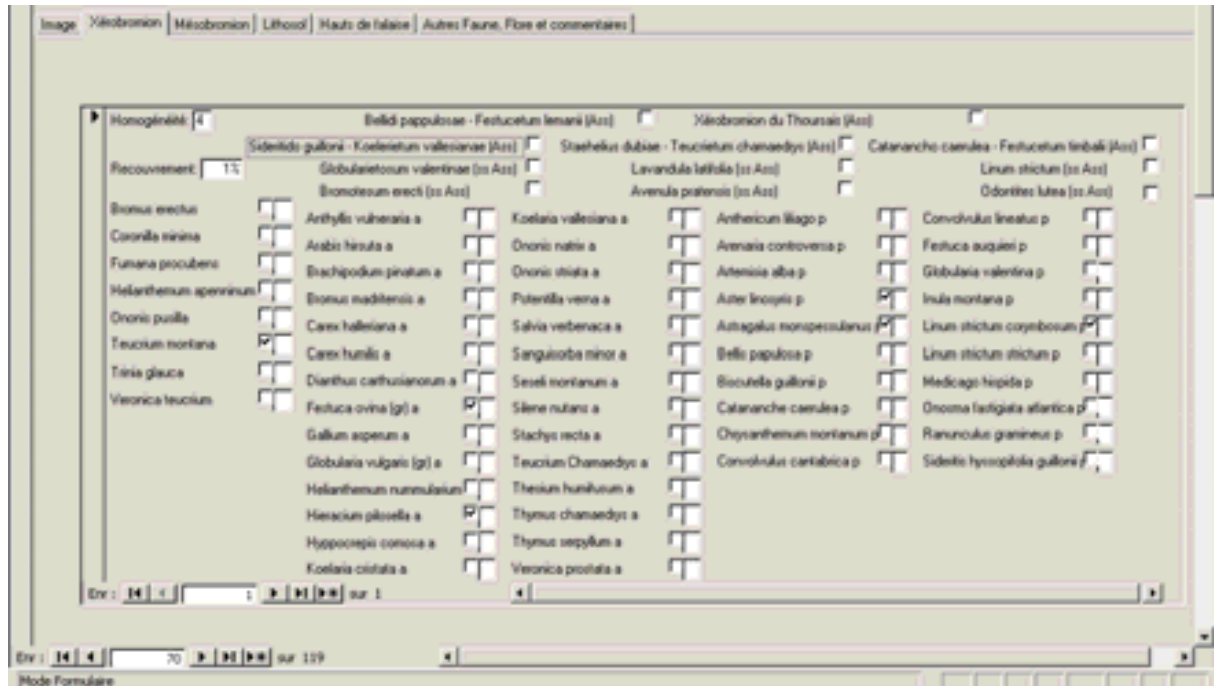 Image Xérobromion Mésobromion Lithosol Hauts de falaise Autres Faune, Flore et commentaires
Homogénéité: 4 Bellidi pappulosae - Festucetum lemanii (Ass) Xérobromion du Thouarsais (Ass)
Sideritido guillonii - Koelerietum vallesianae (Ass) Staehelius dubiae - Teucrietum chamaedrys (Ass) Catanancho caerulea - Festucetum timbali (Ass)
Recouvrement: 1% Globularietosum valentinae (ss Ass) Lavandula latifolia (ss Ass) Linum strictum (ss Ass)
Bromotosum erecti (ss Ass) Avenula pratensis (ss Ass) Odontites lutea (ss Ass)
Bromus erectus
Coronilla minima
Fumana procubens
Helianthemum apenninum
Ononis pusilla
Teucrium montana
Trinia glauca
Veronica teucrium
Anthyllis vulneraria a
Arabis hirsuta a
Brachipodium pinatum a
Bromus maditensis a
Carex halleriana a
Carex humilis a
Dianthus carthusianorum a
Festuca ovina (gr) a
Gallium asperum a
Globularia vulgaris (gr) a
Helianthemum nummularium
Hieracium pilosella a
Hyppocrepis comosa a
Koelaria cristata a
Koelaria vallesiana a
Ononis natrix a
Ononis striata a
Potentilla verna a
Salvia verbenaca a
Sanguisorba minor a
Seseli montanum a
Silene nutans a
Stachys recta a
Teucrium Chamaedrys a
Thesium humifusum a
Thymus chamaedrys a
Thymus serpyllum a
Veronica prostata a
Anthericum liliago p
Arenaria controversa p
Artemisia alba p
Aster linosyris p
Astragalus monspessulanus p
Bellis papulosa p
Biscutella guillonii p
Catananche caerulea p
Chrysanthemum montanum p
Convolvulus cantabrica p
Convolvulus lineatus p
Festuca auquieri p
Globularia valentina p
Inula montana p
Linum strictum corymbosum p
Linum strictum strictum p
Medicago hispida p
Onosma fastigiata atlantica p
Ranunculus gramineus p
Sideritis hyssopifolia guillonii p
Enr : 1 sur 1
Enr : 70 sur 119
Mode Formulaire